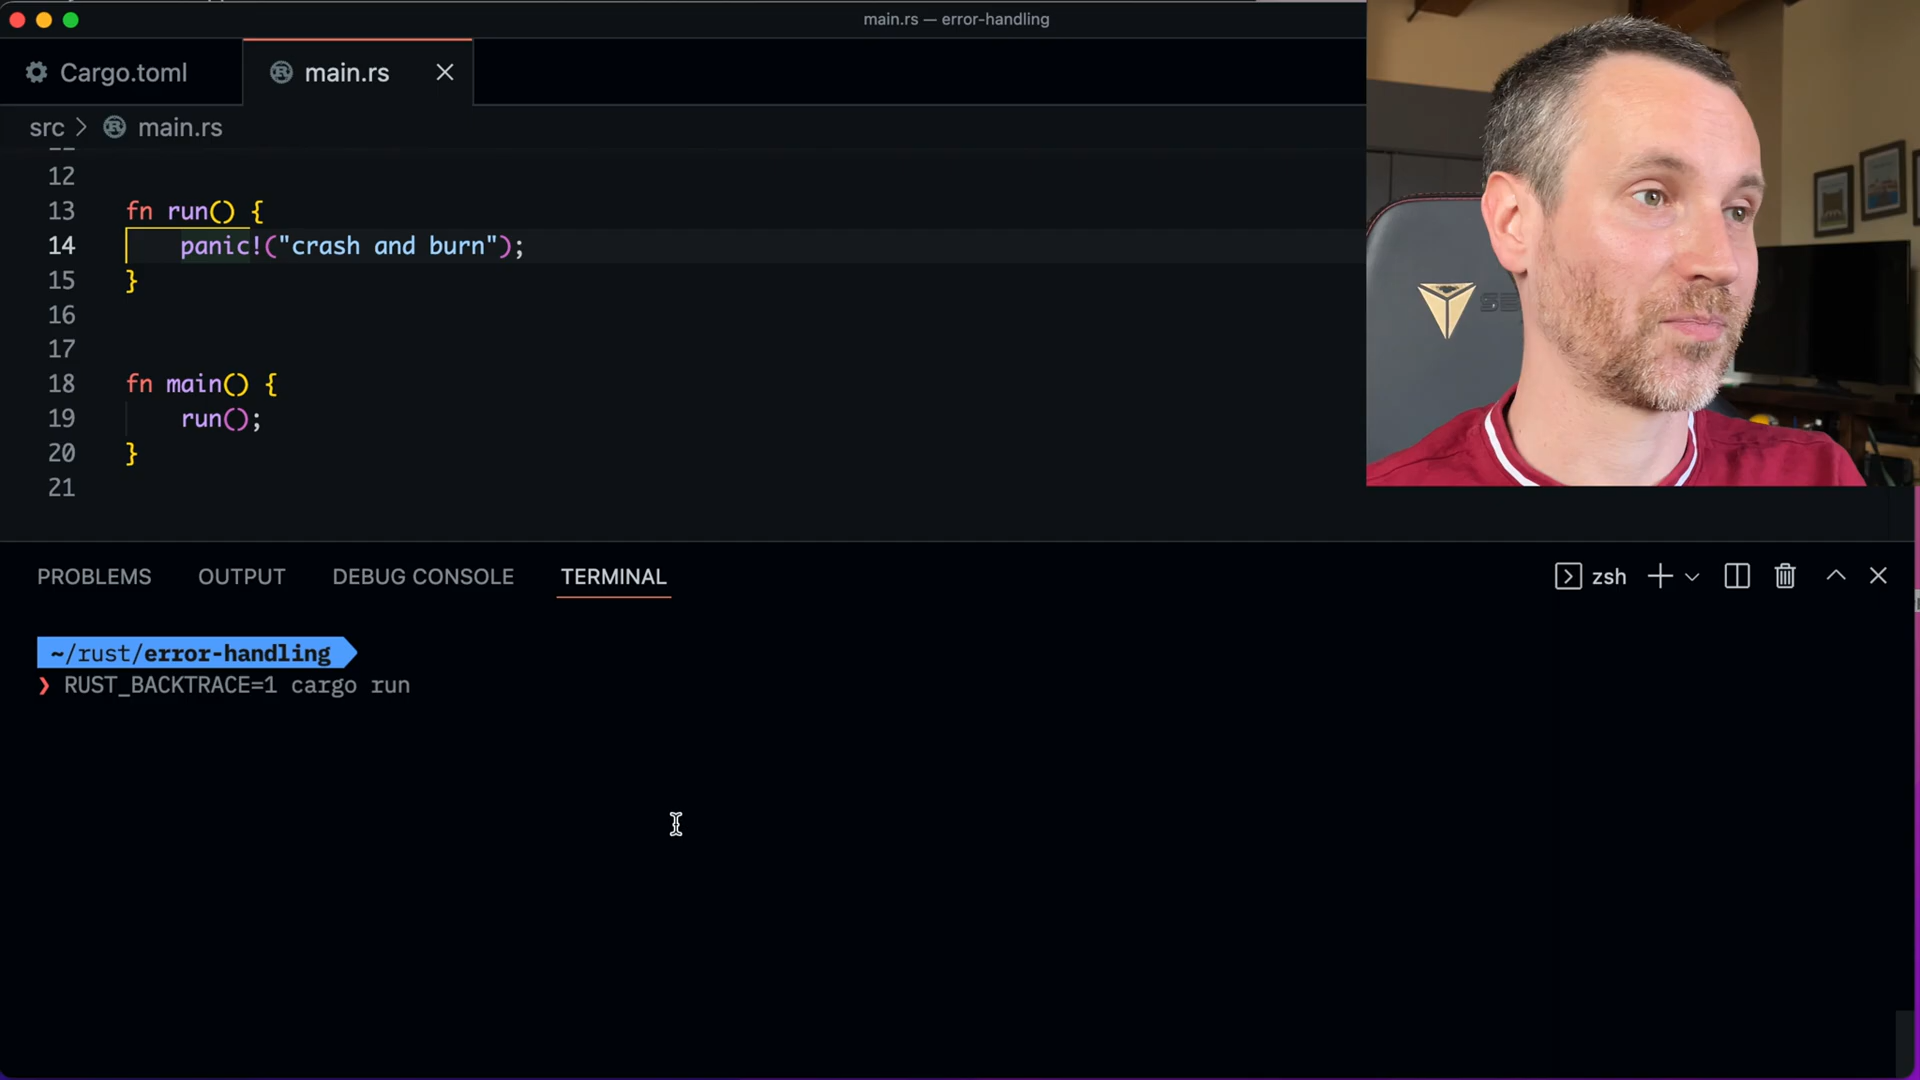 main.rs — error-handling
Cargo.toml
main.rs
src > main.rs
12
13 fn run() {
14 panic!("crash and burn");
15 }
16
17
18 fn main() {
19 run();
20 }
21
PROBLEMS OUTPUT DEBUG CONSOLE TERMINAL
zsh
~/rust/error-handling
❯ RUST_BACKTRACE=1 cargo run